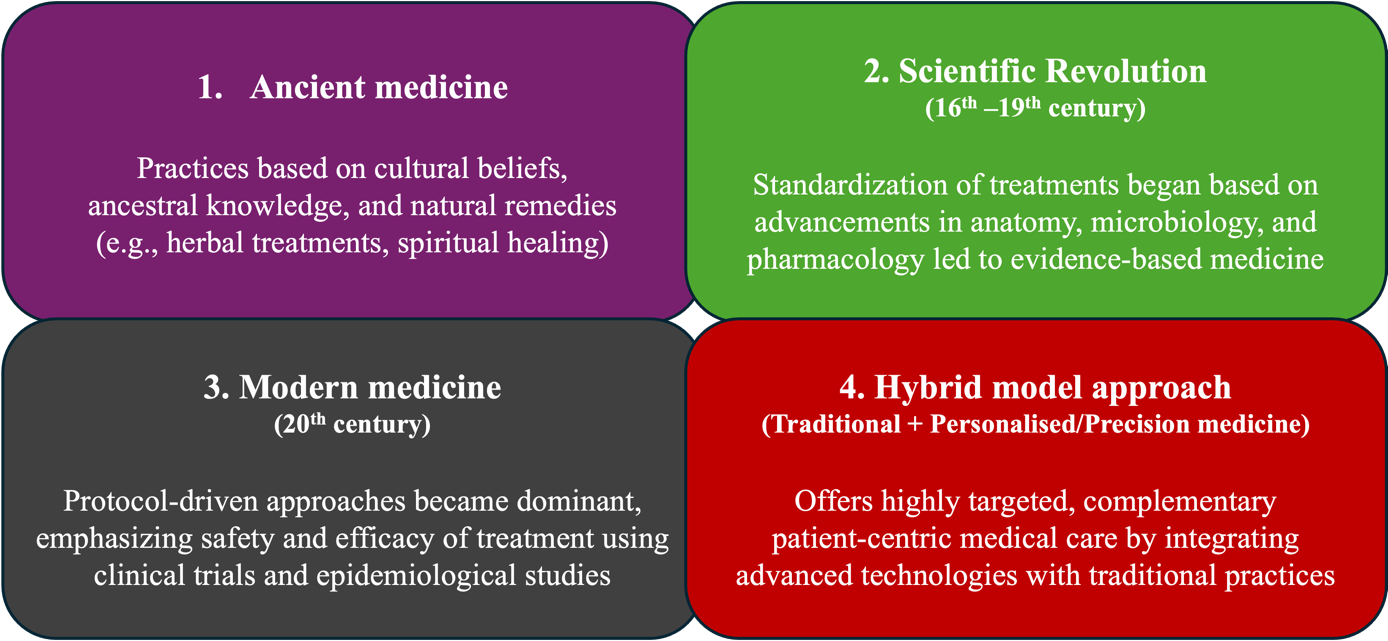 1. Ancient medicine
Practices based on cultural beliefs,
ancestral knowledge, and natural remedies
(e.g., herbal treatments, spiritual healing)
2. Scientific Revolution
(16th –19th century)
Standardization of treatments began based on
advancements in anatomy, microbiology, and
pharmacology led to evidence-based medicine
3. Modern medicine
(20th century)
Protocol-driven approaches became dominant,
emphasizing safety and efficacy of treatment using
clinical trials and epidemiological studies
4. Hybrid model approach
(Traditional + Personalised/Precision medicine)
Offers highly targeted, complementary
patient-centric medical care by integrating
advanced technologies with traditional practices